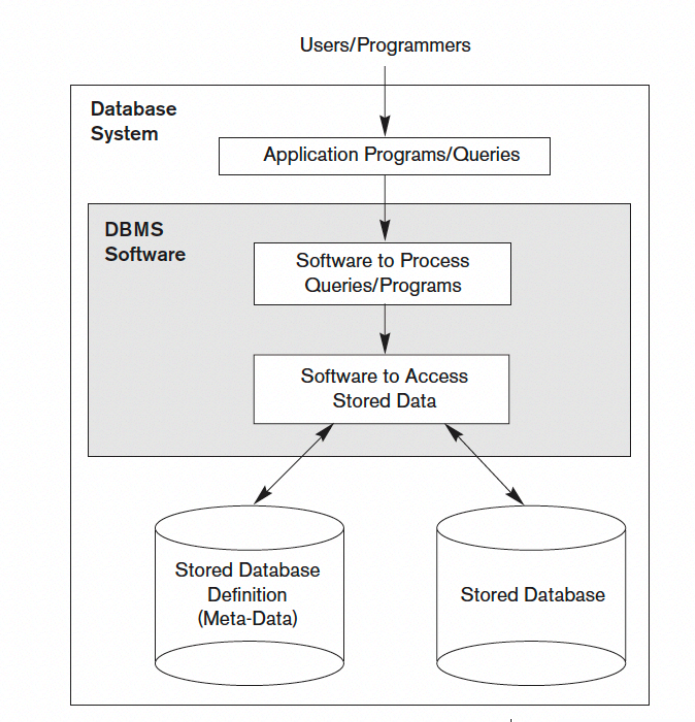 Users/Programmers
Database
System
Application Programs/Queries
DBMS
Software
Software to Process
Queries/Programs
Software to Access
Stored Data
Stored Database
Definition
(Meta-Data)
Stored Database